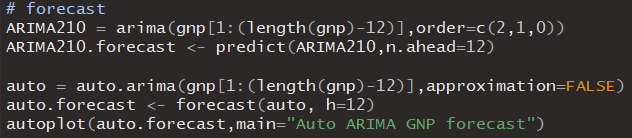 # forecast
ARIMA210 = arima(gnp[1:(length(gnp)-12)],order=c(2,1,0))
ARIMA210.forecast <- predict(ARIMA210,n.ahead=12)
auto = auto.arima(gnp[1:(length(gnp)-12)],approximation=FALSE)
auto.forecast <- forecast(auto, h=12)
autoplot(auto.forecast,main="Auto ARIMA GNP forecast")